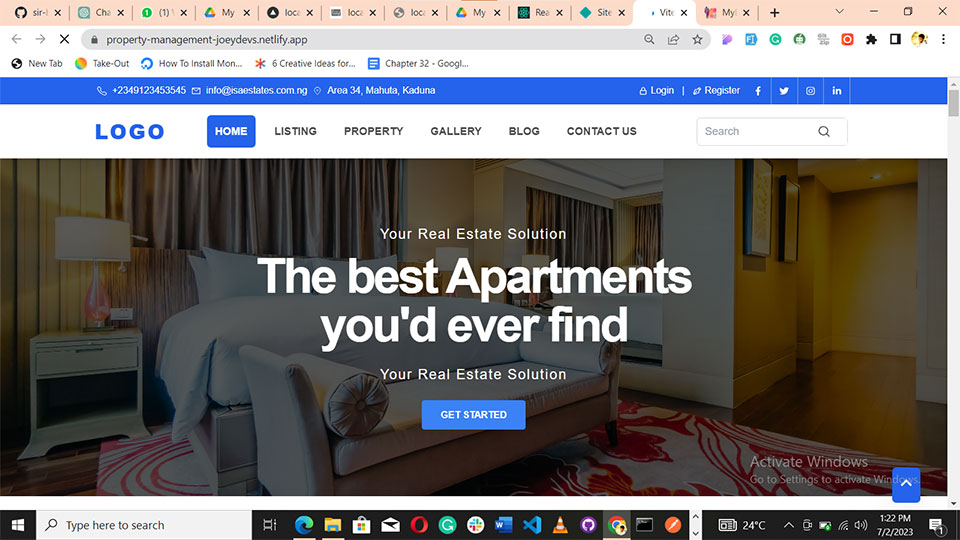 sir-l
Cha
(1) \
My
loca
loca
loca
My
Rea
Site
Vite
Myl
property-management-joeydevs.netlify.app
New Tab
Take-Out
How To Install Mon...
6 Creative Ideas for...
Chapter 32 - Googl...
+2349123453545
info@isaestates.com.ng
Area 34, Mahuta, Kaduna
Login | Register
LOGO
HOME
LISTING
PROPERTY
GALLERY
BLOG
CONTACT US
Search
Your Real Estate Solution
The best Apartments
you'd ever find
Your Real Estate Solution
GET STARTED
Activate Windows
Go to Settings to activate Windows.
Type here to search
24°C
1:22 PM
7/2/2023
1